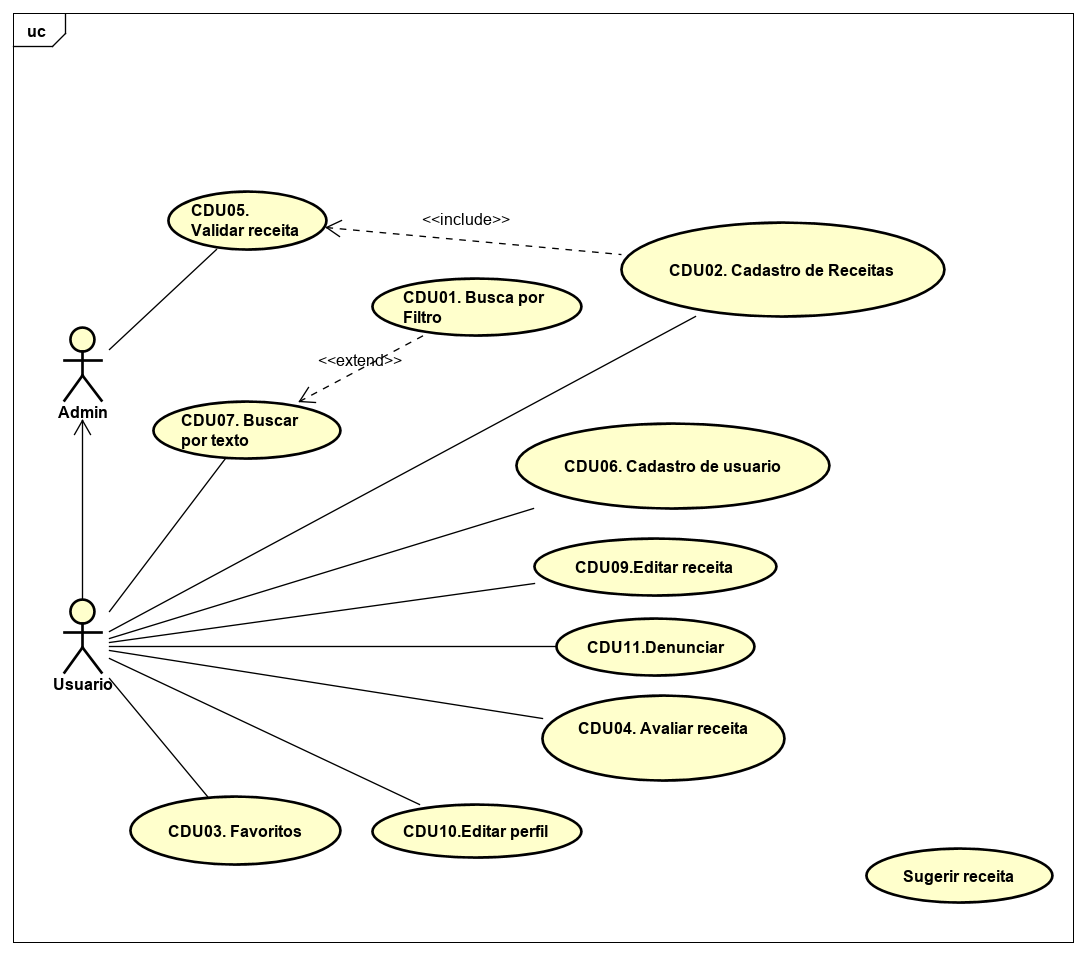 uc
CDU05.
Validar receita
<<include>>
CDU02. Cadastro de Receitas
CDU01. Busca por
Filtro
<<extend>>
Admin
CDU07. Buscar
por texto
CDU06. Cadastro de usuario
CDU09.Editar receita
CDU11.Denunciar
Usuario
CDU04. Avaliar receita
CDU03. Favoritos
CDU10.Editar perfil
Sugerir receita